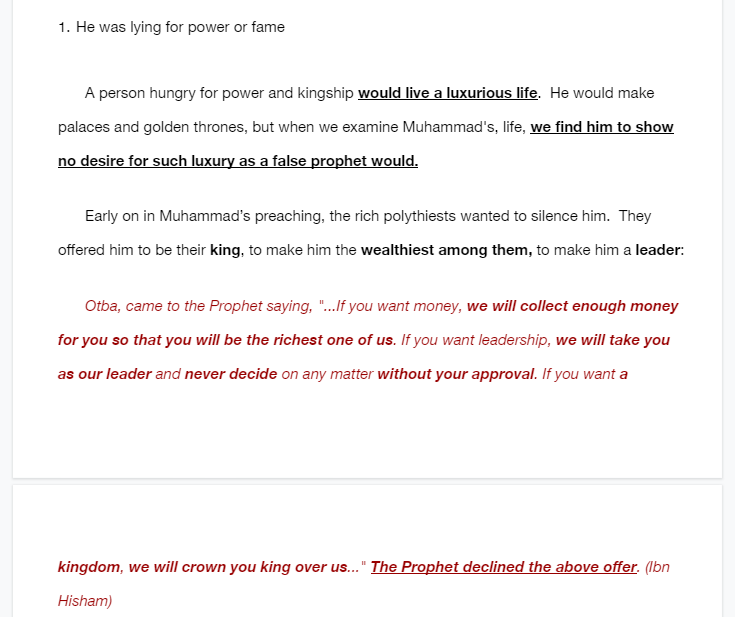 1. He was lying for power or fame
A person hungry for power and kingship would live a luxurious life.  He would make
palaces and golden thrones, but when we examine Muhammad's, life, we find him to show
no desire for such luxury as a false prophet would.
Early on in Muhammad’s preaching, the rich polythiests wanted to silence him.  They
offered him to be their king, to make him the wealthiest among them, to make him a leader:
Otba, came to the Prophet saying, "...If you want money, we will collect enough money
for you so that you will be the richest one of us. If you want leadership, we will take you
as our leader and never decide on any matter without your approval. If you want a
kingdom, we will crown you king over us..." The Prophet declined the above offer. (Ibn
Hisham)